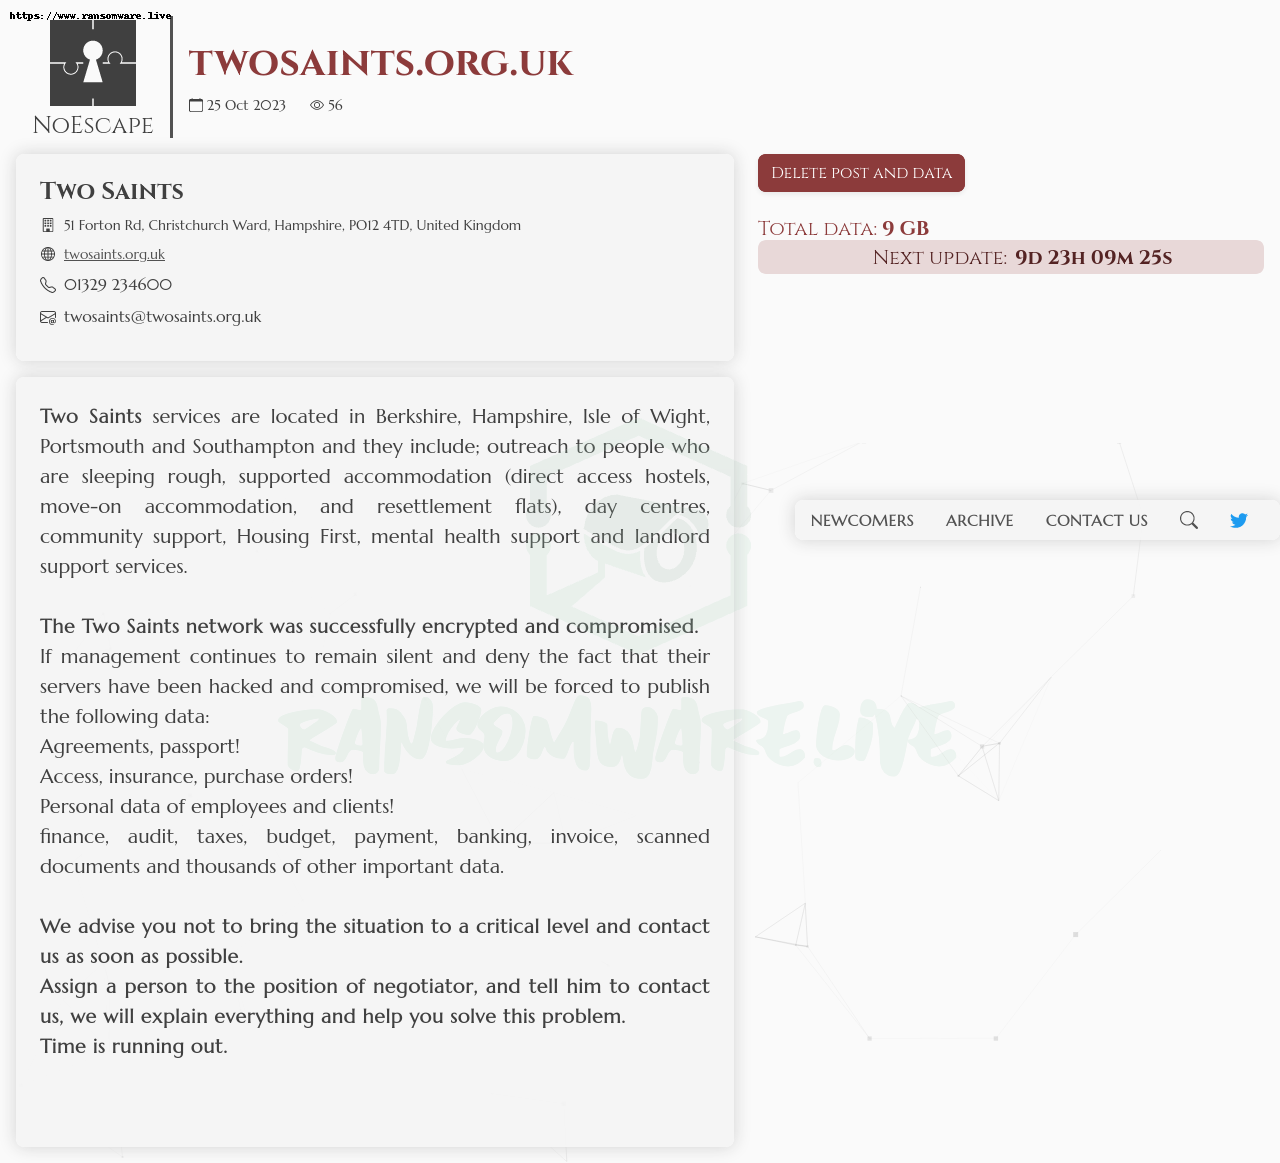 https://www.ransomware.live
NoEscape
twosaints.org.uk
25 Oct 2023 56
Two Saints
51 Forton Rd, Christchurch Ward, Hampshire, PO12 4TD, United Kingdom
twosaints.org.uk
01329 234600
twosaints@twosaints.org.uk
Delete post and data
Total data: 9 GB
Next update: 9d 23h 09m 25s
Two Saints services are located in Berkshire, Hampshire, Isle of Wight,
Portsmouth and Southampton and they include; outreach to people who
are sleeping rough, supported accommodation (direct access hostels,
move-on accommodation, and resettlement flats), day centres,
community support, Housing First, mental health support and landlord
support services.
The Two Saints network was successfully encrypted and compromised.
If management continues to remain silent and deny the fact that their
servers have been hacked and compromised, we will be forced to publish
the following data:
Agreements, passport!
Access, insurance, purchase orders!
Personal data of employees and clients!
finance, audit, taxes, budget, payment, banking, invoice, scanned
documents and thousands of other important data.
We advise you not to bring the situation to a critical level and contact
us as soon as possible.
Assign a person to the position of negotiator, and tell him to contact
us, we will explain everything and help you solve this problem.
Time is running out.
NEWCOMERS ARCHIVE CONTACT US
RANSOMWARE.LIVE